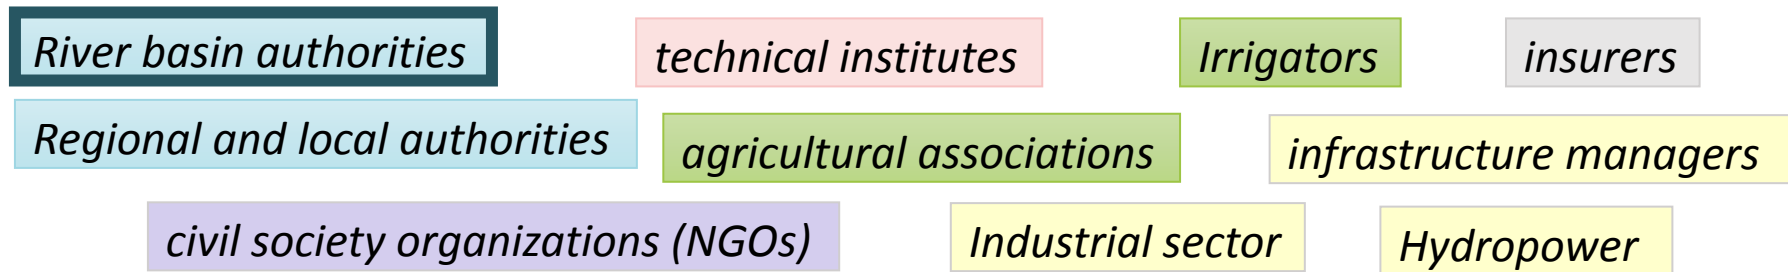 River basin authorities
technical institutes
Irrigators
insurers
Regional and local authorities
agricultural associations
infrastructure managers
civil society organizations (NGOs)
Industrial sector
Hydropower